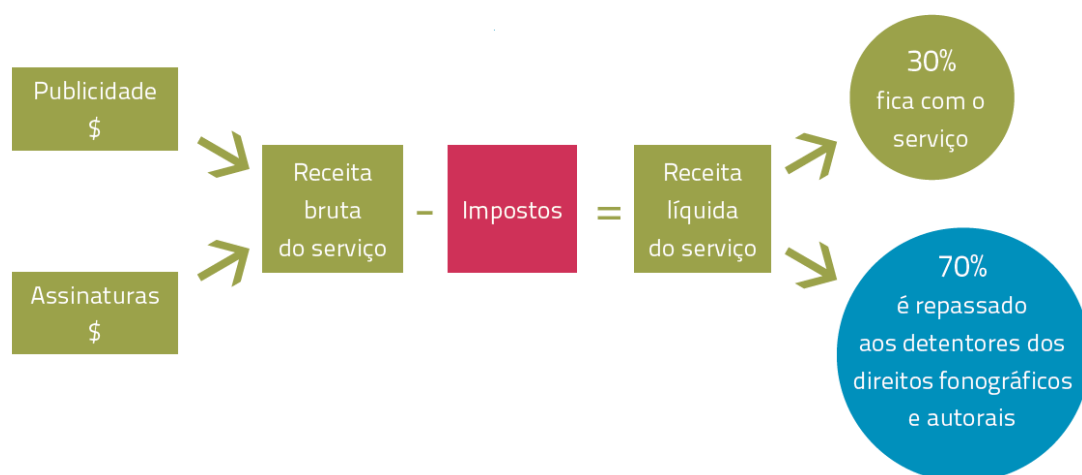 Publicidade
$
Assinaturas
$
Receita
bruta
do serviço
-
Impostos
=
Receita
líquida
do serviço
30%
fica com o
serviço
70%
é repassado
aos detentores dos
direitos fonográficos
e autorais